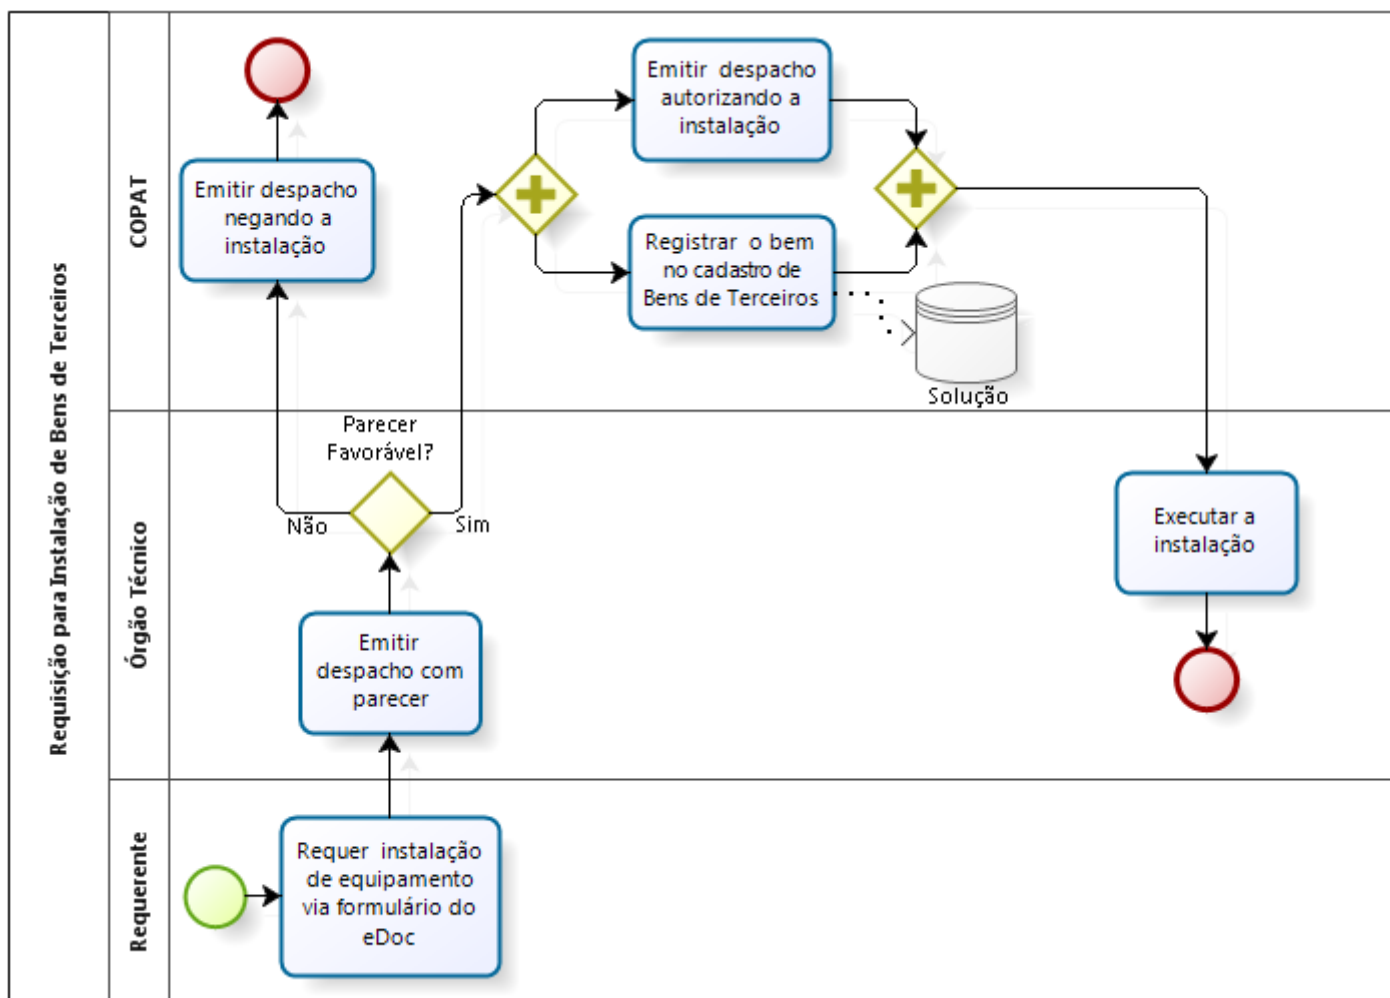 Requisição para Instalação de Bens de Terceiros
COPAT
Emitir despacho
negando a
instalação
Emitir despacho
autorizando a
instalação
Registrar o bem
no cadastro de
Bens de Terceiros
Solução
Órgão Técnico
Parecer
Favorável?
Não
Sim
Emitir
despacho com
parecer
Executar a
instalação
Requerente
Requer instalação
de equipamento
via formulário do
eDoc